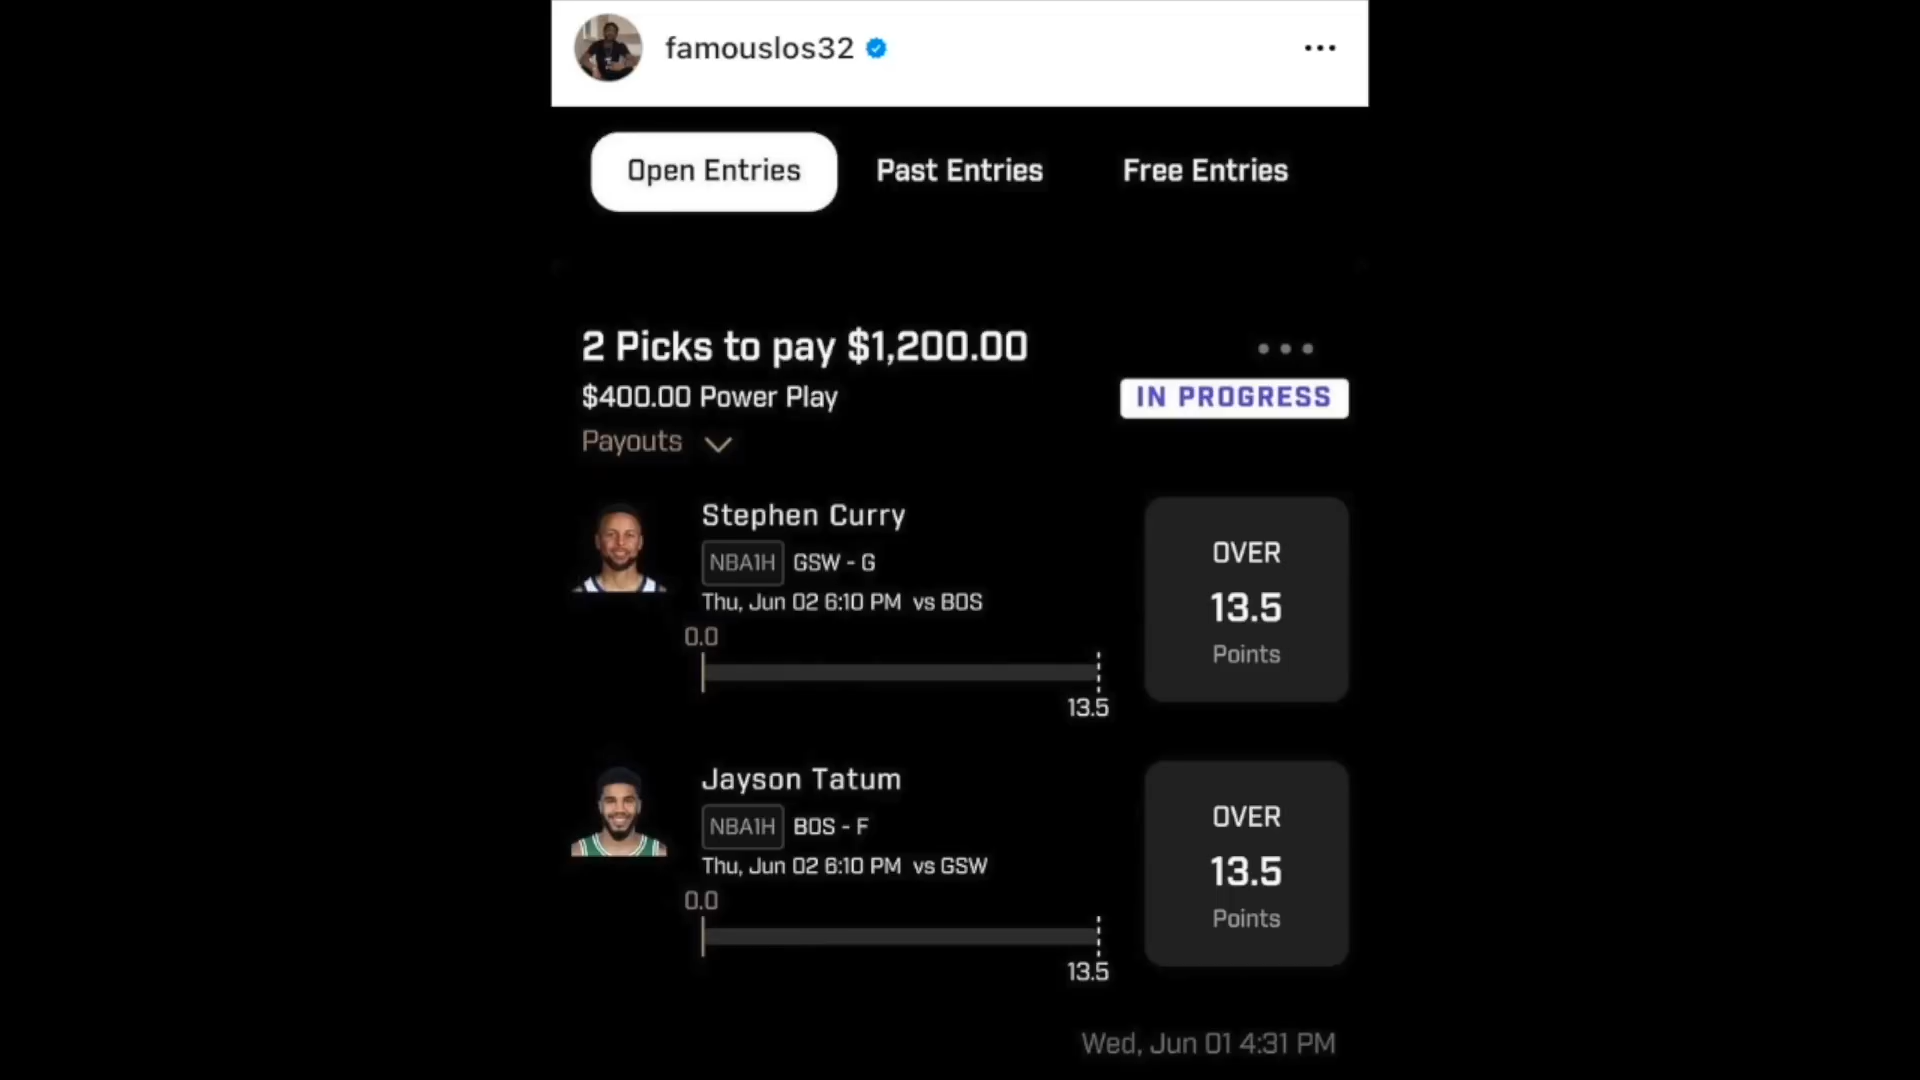 famouslos32
Open Entries Past Entries Free Entries
2 Picks to pay $1,200.00
$400.00 Power Play
IN PROGRESS
Payouts
Stephen Curry
NBA1H GSW - G
Thu, Jun 02 6:10 PM vs BOS
0.0
13.5
OVER
13.5
Points
Jayson Tatum
NBA1H BOS - F
Thu, Jun 02 6:10 PM vs GSW
0.0
13.5
OVER
13.5
Points
Wed, Jun 01 4:31 PM